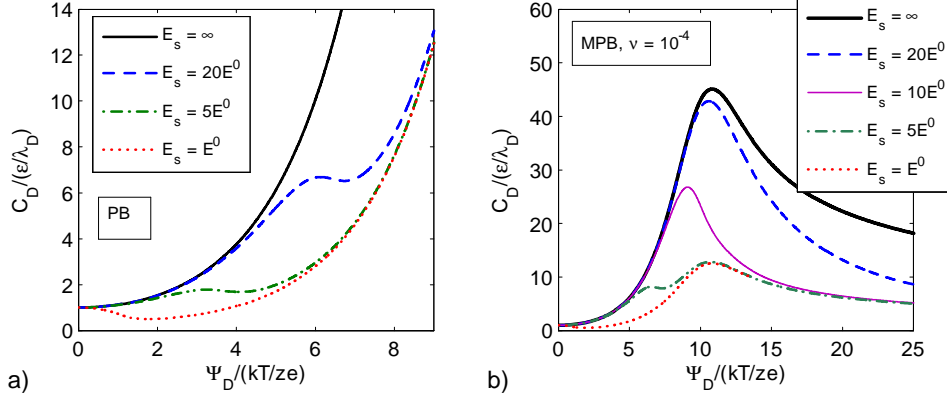 14
12
10
8
6
4
2
0
0 2 4 6 8
C_D/(ε/λ_D)
Ψ_D/(kT/ze)
E_s = ∞
E_s = 20E^0
E_s = 5E^0
E_s = E^0
PB
a)
60
50
40
30
20
10
0
0 5 10 15 20 25
C_D/(ε/λ_D)
Ψ_D/(kT/ze)
MPB, ν = 10^-4
E_s = ∞
E_s = 20E^0
E_s = 10E^0
E_s = 5E^0
E_s = E^0
b)